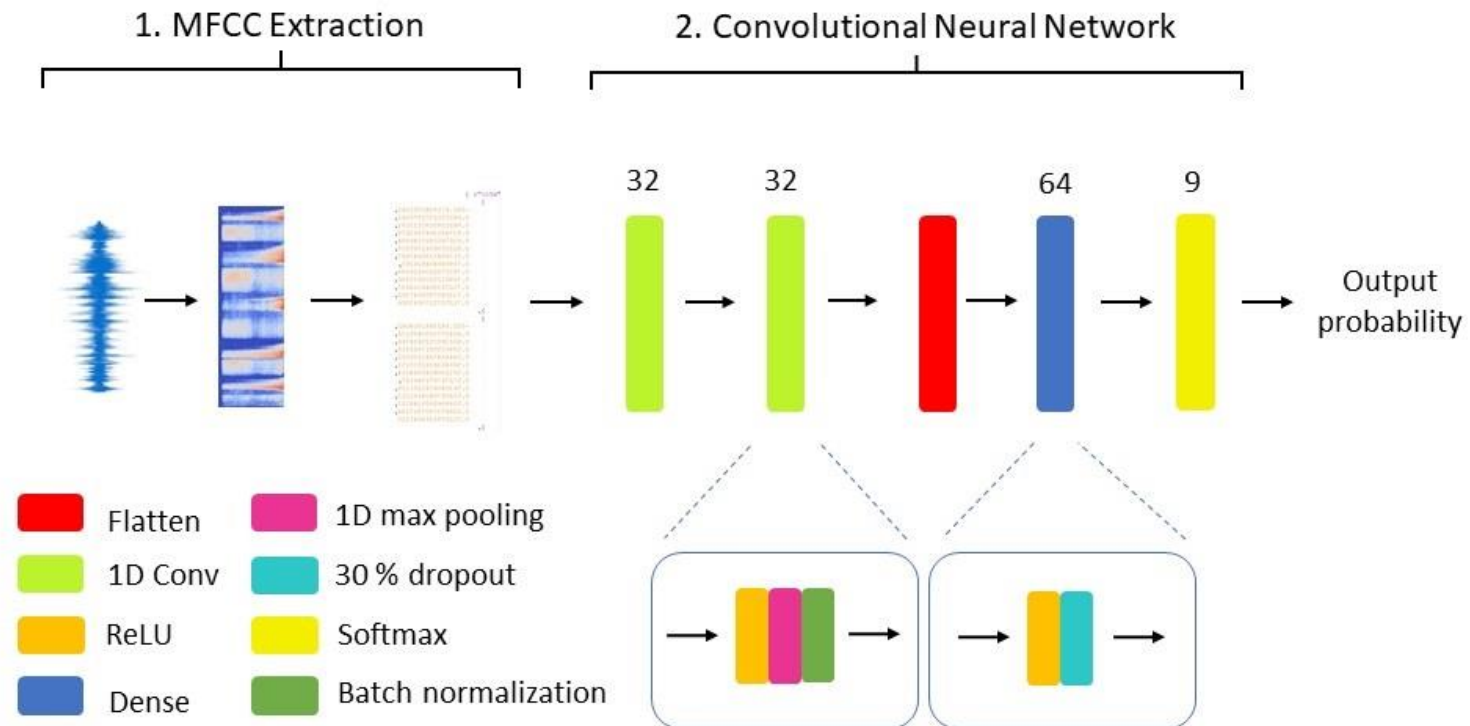 1. MFCC Extraction
2. Convolutional Neural Network
32
32
64
9
Output
probability
Flatten
1D Conv
ReLU
Dense
1D max pooling
30 % dropout
Softmax
Batch normalization